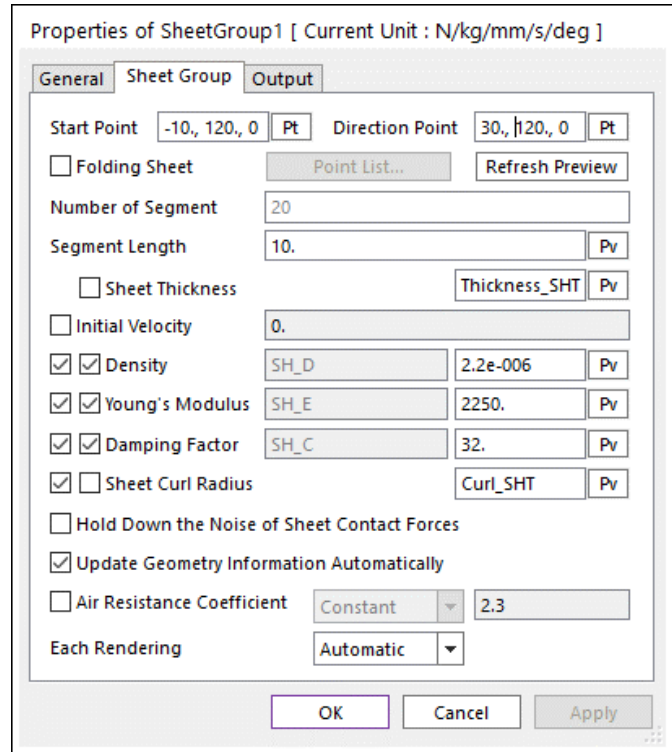 Properties of SheetGroup1 [ Current Unit : N/kg/mm/s/deg ]
General Sheet Group Output
Start Point -10., 120., 0 Pt Direction Point 30., 120., 0 Pt
Folding Sheet Point List... Refresh Preview
Number of Segment 20
Segment Length 10. Pv
Sheet Thickness Thickness_SHT Pv
Initial Velocity 0.
Density SH_D 2.2e-006 Pv
Young's Modulus SH_E 2250. Pv
Damping Factor SH_C 32. Pv
Sheet Curl Radius Curl_SHT Pv
Hold Down the Noise of Sheet Contact Forces
Update Geometry Information Automatically
Air Resistance Coefficient Constant 2.3
Each Rendering Automatic
OK Cancel Apply